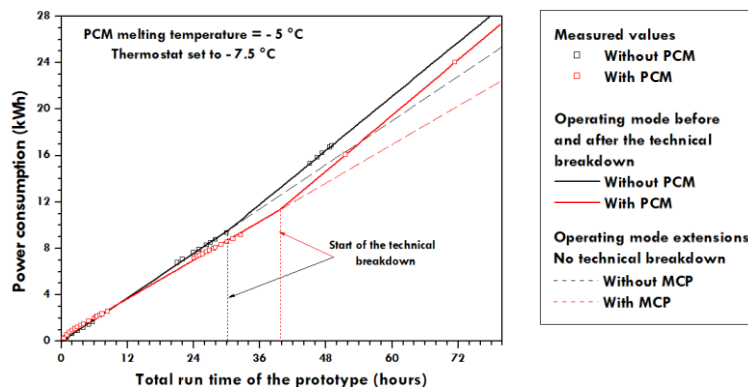 28
24
20
16
12
8
4
0
Power consumption (kWh)
PCM melting temperature = - 5 °C
Thermostat set to - 7.5 °C
Start of the technical
breakdown
0 12 24 36 48 60 72
Total run time of the prototype (hours)
Measured values
Without PCM
With PCM
Operating mode before
and after the technical
breakdown
Without PCM
With PCM
Operating mode extensions
No technical breakdown
Without MCP
With MCP